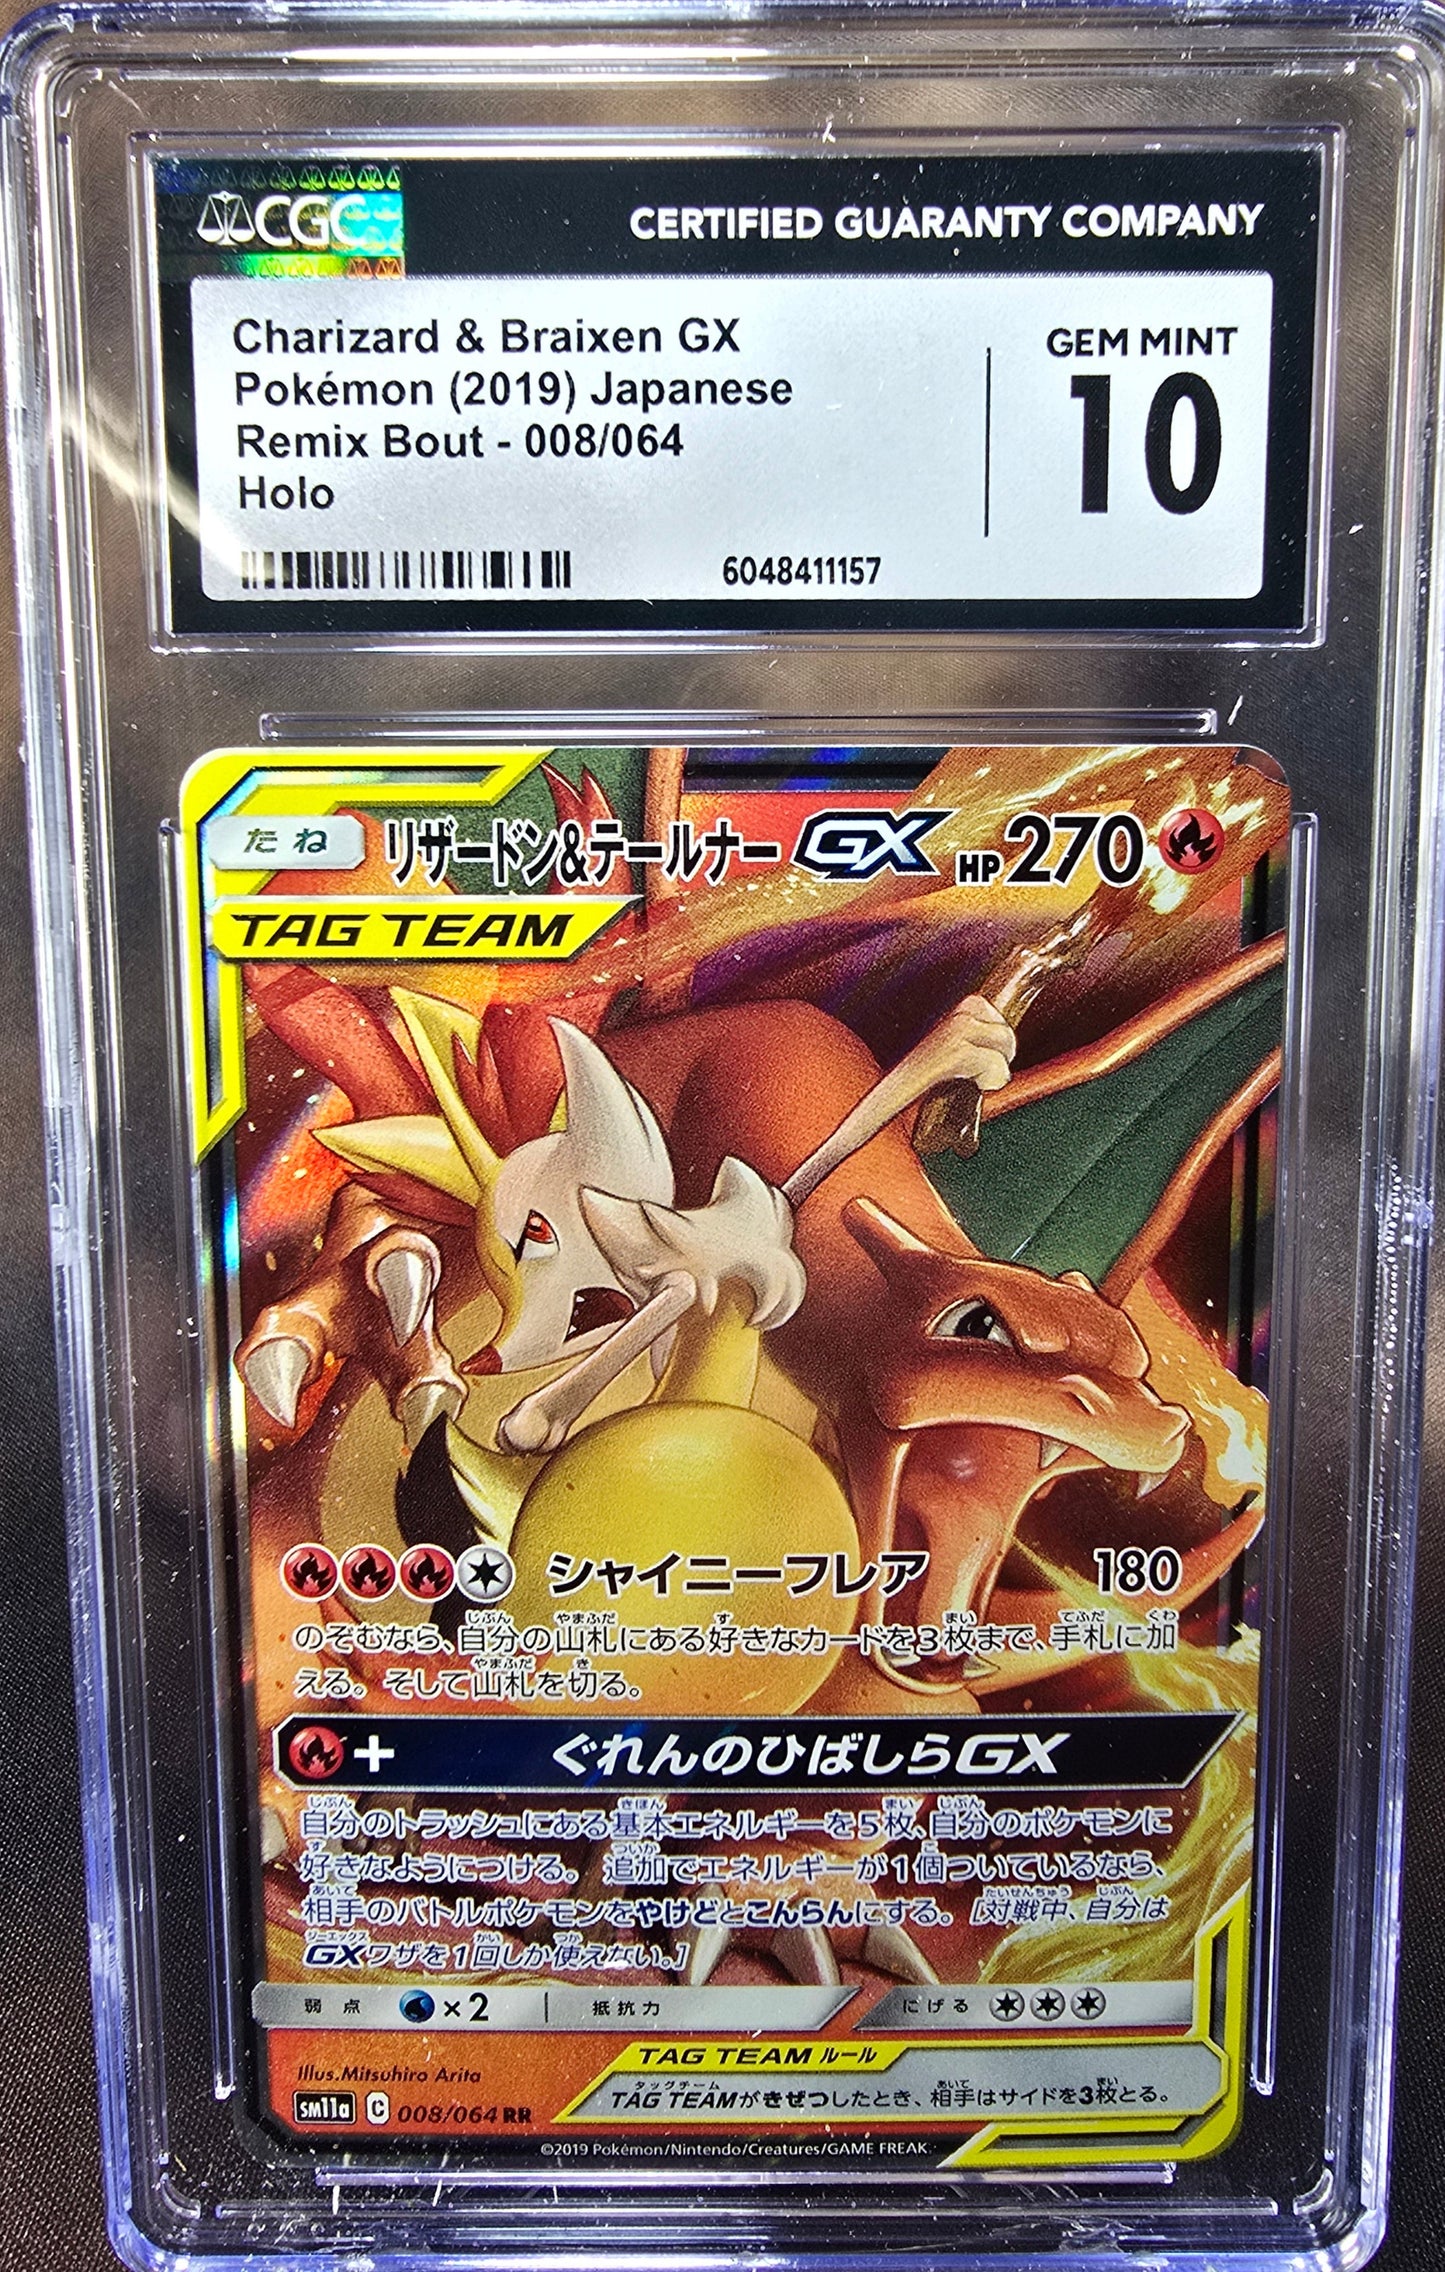 CGC
CERTIFIED GUARANTY COMPANY
Charizard & Braixen GX
Pokémon (2019) Japanese
Remix Bout - 008/064
Holo
GEM MINT
10
6048411157
たね
リザードン&テールナーGX HP270
TAG TEAM
シャイニーフレア 180
のぞむなら、自分の山札にある好きなカードを3枚まで、手札に加
える。そして山札を切る。
+ ぐれんのひばしらGX
自分のトラッシュにある基本エネルギーを5枚、自分のポケモンに
好きなようにつける。追加でエネルギーが1個ついているなら、
相手のバトルポケモンをやけどとこんらんにする。[対戦中、自分は
GXワザを1回しか使えない。]
弱点 ×2 抵抗力 にげる
Illus.Mitsuhiro Arita
TAG TEAM ルール
TAG TEAMがきぜつしたとき、相手はサイドを3枚とる。
SM11a C 008/064 RR
©2019 Pokémon/Nintendo/Creatures/GAME FREAK.